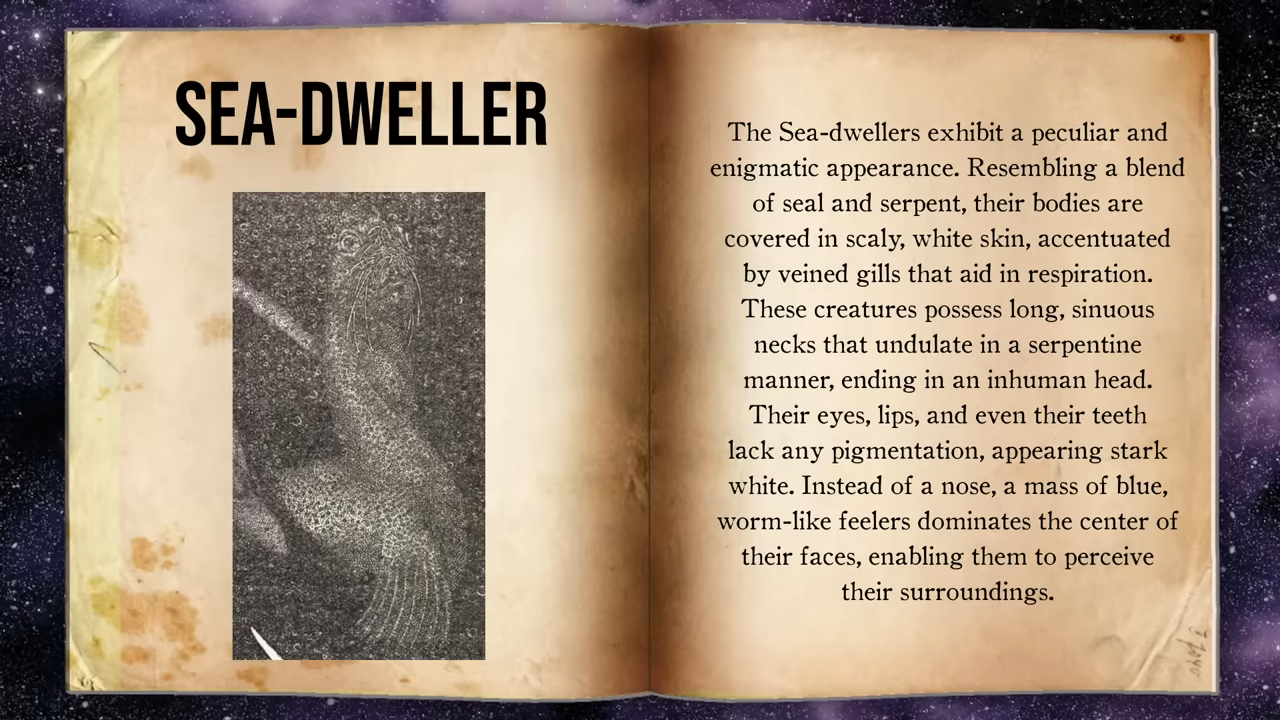 SEA-DWELLER
The Sea-dwellers exhibit a peculiar and
enigmatic appearance. Resembling a blend
of seal and serpent, their bodies are
covered in scaly, white skin, accentuated
by veined gills that aid in respiration.
These creatures possess long, sinuous
necks that undulate in a serpentine
manner, ending in an inhuman head.
Their eyes, lips, and even their teeth
lack any pigmentation, appearing stark
white. Instead of a nose, a mass of blue,
worm-like feelers dominates the center of
their faces, enabling them to perceive
their surroundings.